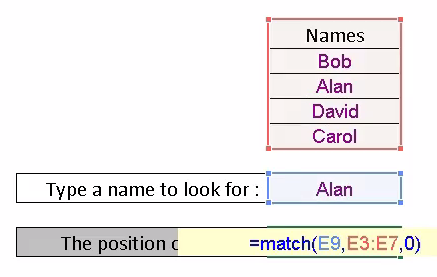 Names
Bob
Alan
David
Carol
Type a name to look for : Alan
The position =match(E9,E3:E7,0)